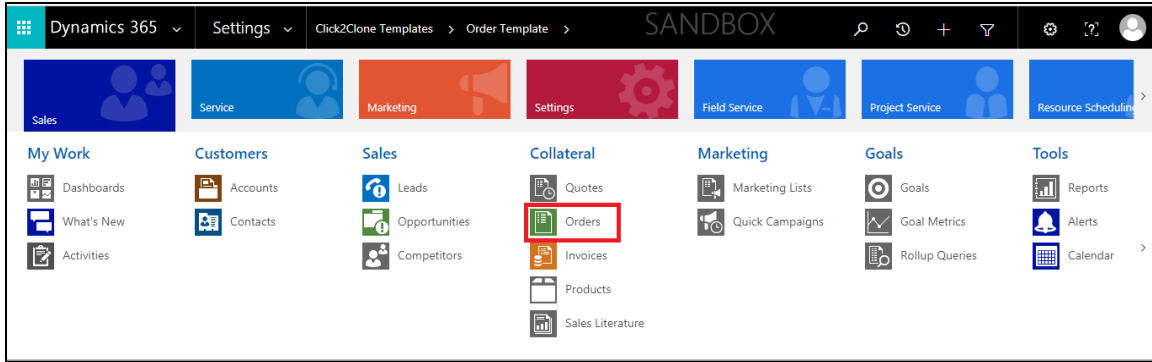 Dynamics 365 Settings Click2Clone Templates > Order Template > SANDBOX
Sales Service Marketing Settings Field Service Project Service Resource Scheduling
My Work Customers Sales Collateral Marketing Goals Tools
Dashboards Accounts Leads Quotes Marketing Lists Goals Reports
What's New Contacts Opportunities Orders Quick Campaigns Goal Metrics Alerts
Activities Competitors Invoices Rollup Queries Calendar
Products
Sales Literature